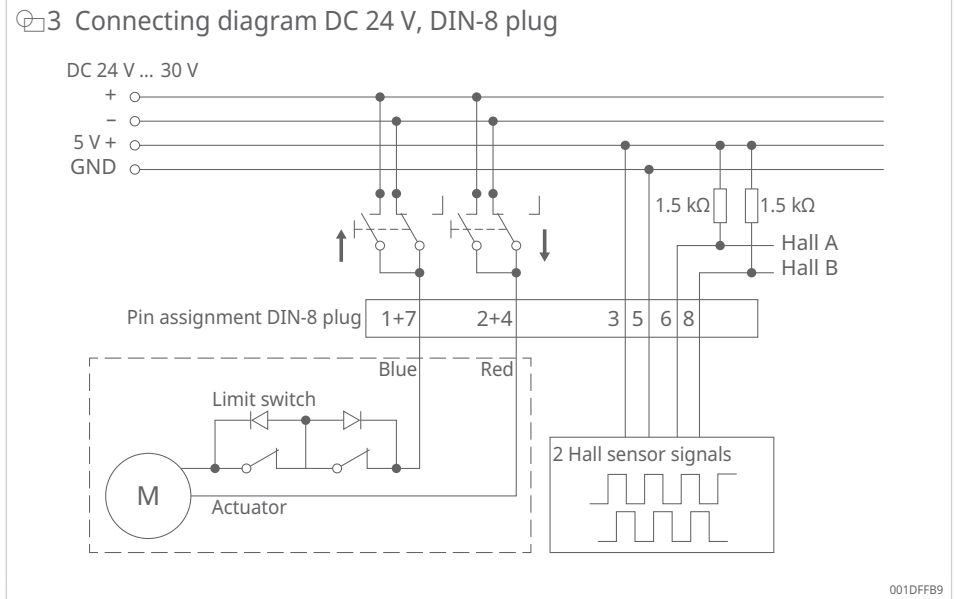 3 Connecting diagram DC 24 V, DIN-8 plug
DC 24 V ... 30 V
+
–
5 V +
GND
1.5 kΩ 1.5 kΩ
Hall A
Hall B
Pin assignment DIN-8 plug 1+7 2+4 3 5 6 8
Blue Red
Limit switch
2 Hall sensor signals
M
Actuator
001DFFB9